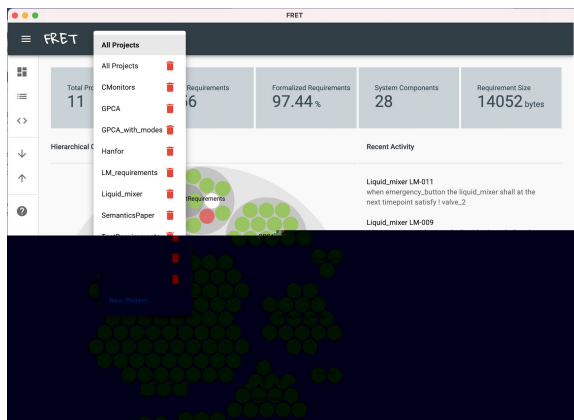 FRET
FRET
All Projects
All Projects
CMonitors
GPCA
GPCA_with_modes
Hanfor
LM_requirements
Liquid_mixer
SemanticsPaper
New Project
Total
11
Requirements
Formalized Requirements
97.44 %
System Components
28
Requirement Size
14052 bytes
Hierarchical
Recent Activity
Liquid_mixer LM-011
when emergency_button the liquid_mixer shall at the
next timepoint satisfy ! valve_2
Liquid_mixer LM-009